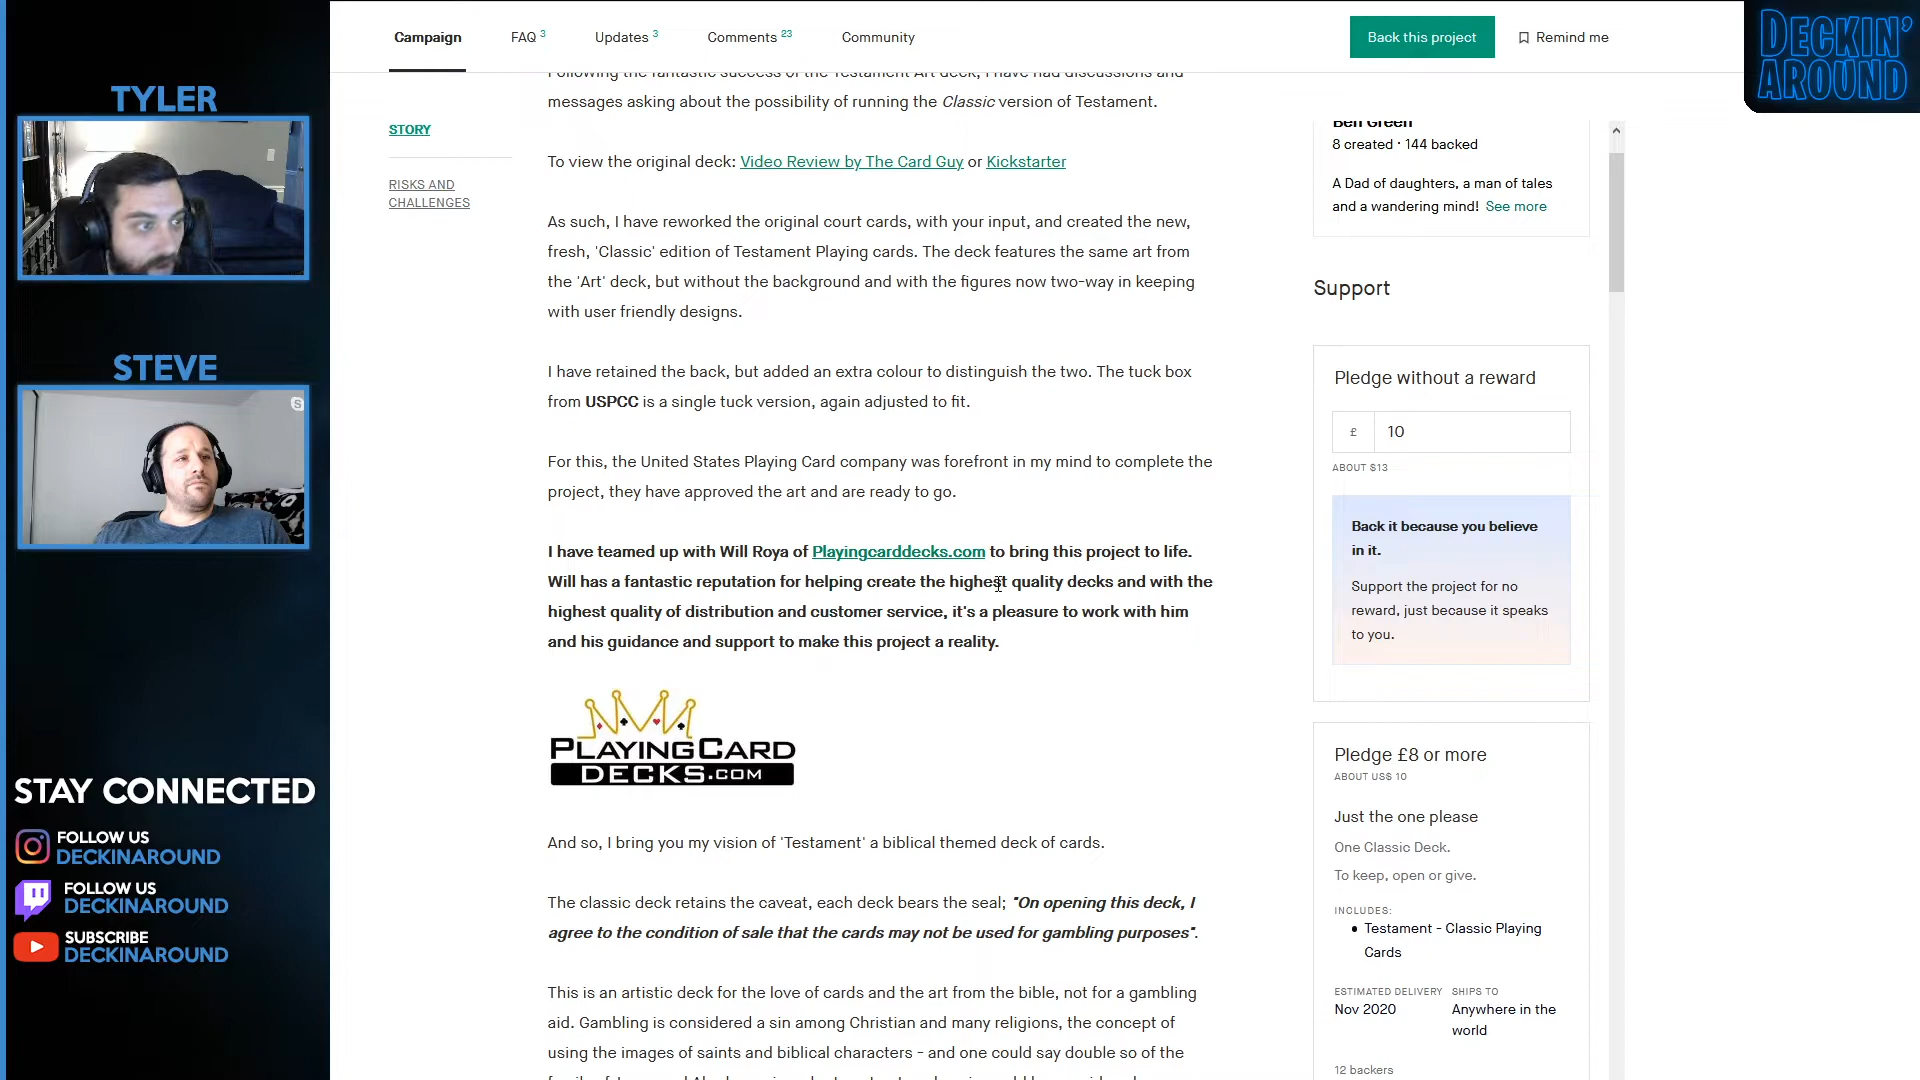 Campaign
FAQ 3
Updates 3
Comments 23
Community
Back this project
Remind me
DECKIN'
AROUND
TYLER
STEVE
STAY CONNECTED
FOLLOW US
DECKINAROUND
FOLLOW US
DECKINAROUND
SUBSCRIBE
DECKINAROUND
STORY
RISKS AND
CHALLENGES
Following the fantastic success of the Testament Art deck, I have had discussions and
messages asking about the possibility of running the Classic version of Testament.
To view the original deck: Video Review by The Card Guy or Kickstarter
As such, I have reworked the original court cards, with your input, and created the new,
fresh, 'Classic' edition of Testament Playing cards. The deck features the same art from
the 'Art' deck, but without the background and with the figures now two-way in keeping
with user friendly designs.
I have retained the back, but added an extra colour to distinguish the two. The tuck box
from USPCC is a single tuck version, again adjusted to fit.
For this, the United States Playing Card company was forefront in my mind to complete the
project, they have approved the art and are ready to go.
I have teamed up with Will Roya of Playingcarddecks.com to bring this project to life.
Will has a fantastic reputation for helping create the highest quality decks and with the
highest quality of distribution and customer service, it's a pleasure to work with him
and his guidance and support to make this project a reality.
PLAYINGCARD
DECKS.COM
And so, I bring you my vision of 'Testament' a biblical themed deck of cards.
The classic deck retains the caveat, each deck bears the seal; "On opening this deck, I
agree to the condition of sale that the cards may not be used for gambling purposes".
This is an artistic deck for the love of cards and the art from the bible, not for a gambling
aid. Gambling is considered a sin among Christian and many religions, the concept of
using the images of saints and biblical characters - and one could say double so of the
Ben Green
8 created · 144 backed
A Dad of daughters, a man of tales
and a wandering mind! See more
Support
Pledge without a reward
£ 10
ABOUT $13
Back it because you believe
in it.
Support the project for no
reward, just because it speaks
to you.
Pledge £8 or more
ABOUT US$ 10
Just the one please
One Classic Deck.
To keep, open or give.
INCLUDES:
• Testament - Classic Playing
Cards
ESTIMATED DELIVERY SHIPS TO
Nov 2020 Anywhere in the
world
12 backers